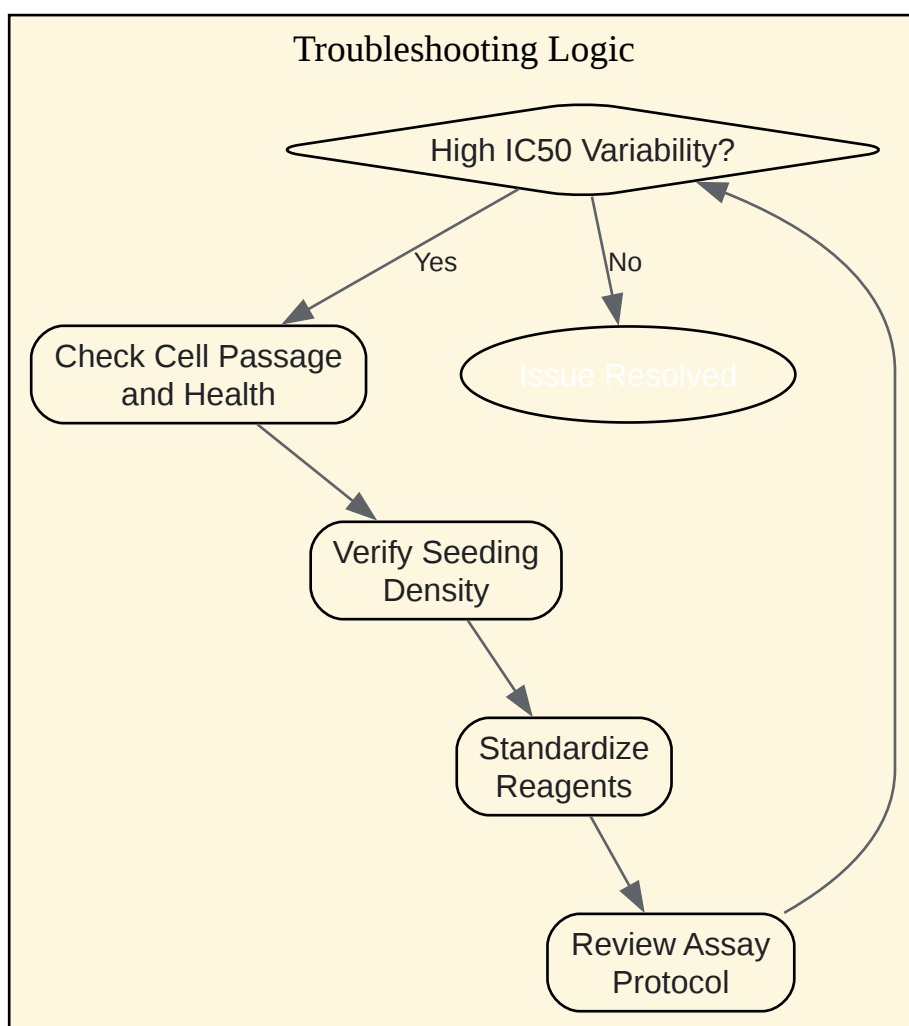 Troubleshooting Logic
High IC50 Variability?
Yes
No
Check Cell Passage
and Health
Issue Resolved
Verify Seeding
Density
Standardize
Reagents
Review Assay
Protocol